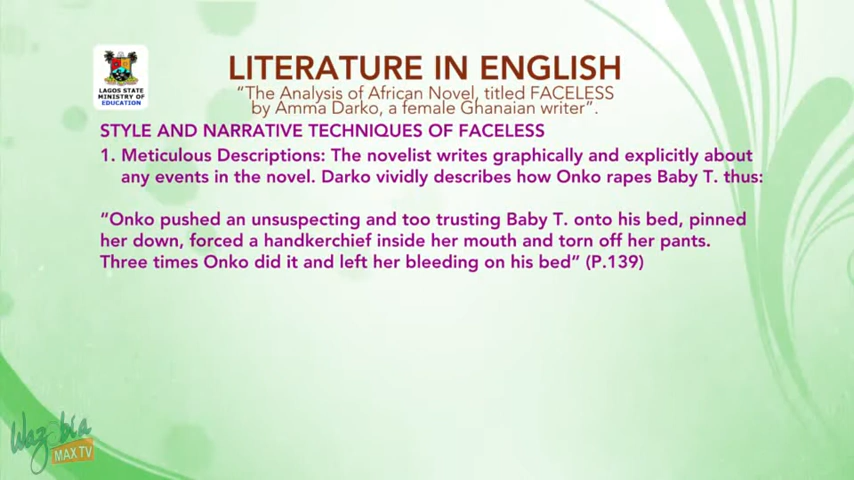 LAGOS STATE
MINISTRY OF
EDUCATION
LITERATURE IN ENGLISH
“The Analysis of African Novel, titled FACELESS
by Amma Darko, a female Ghanaian writer”.
STYLE AND NARRATIVE TECHNIQUES OF FACELESS
1. Meticulous Descriptions: The novelist writes graphically and explicitly about
any events in the novel. Darko vividly describes how Onko rapes Baby T. thus:
“Onko pushed an unsuspecting and too trusting Baby T. onto his bed, pinned
her down, forced a handkerchief inside her mouth and torn off her pants.
Three times Onko did it and left her bleeding on his bed” (P.139)
Wazobia
MAX TV